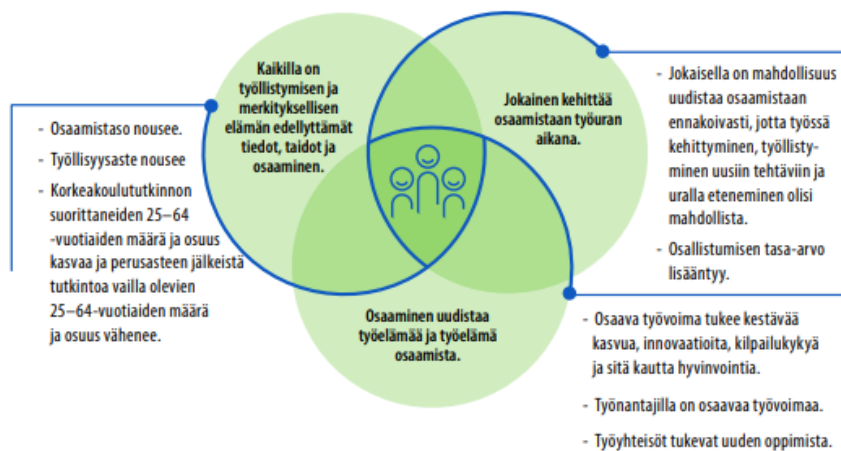 Kaikilla on
työllistymisen ja
merkityksellisen
elämän edellyttämät
tiedot, taidot ja
osaaminen.
- Osaamistaso nousee.
- Työllisyysaste nousee
- Korkeakoulututkinnon
suorittaneiden 25–64
-vuotiaiden määrä ja osuus
kasvaa ja perusasteen jälkeistä
tutkintoa vailla olevien
25–64-vuotiaiden määrä
ja osuus vähenee.
Jokainen kehittää
osaamistaan työuran
aikana.
- Jokaisella on mahdollisuus
uudistaa osaamistaan
ennakoivasti, jotta työssä
kehittyminen, työllisty-
minen uusiin tehtäviin ja
uralla eteneminen olisi
mahdollista.
- Osallistumisen tasa-arvo
lisääntyy.
Osaaminen uudistaa
työelämää ja työelämä
osaamista.
- Osaava työvoima tukee kestävää
kasvua, innovaatioita, kilpailukykyä
ja sitä kautta hyvinvointia.
- Työnantajilla on osaavaa työvoimaa.
- Työyhteisöt tukevat uuden oppimista.